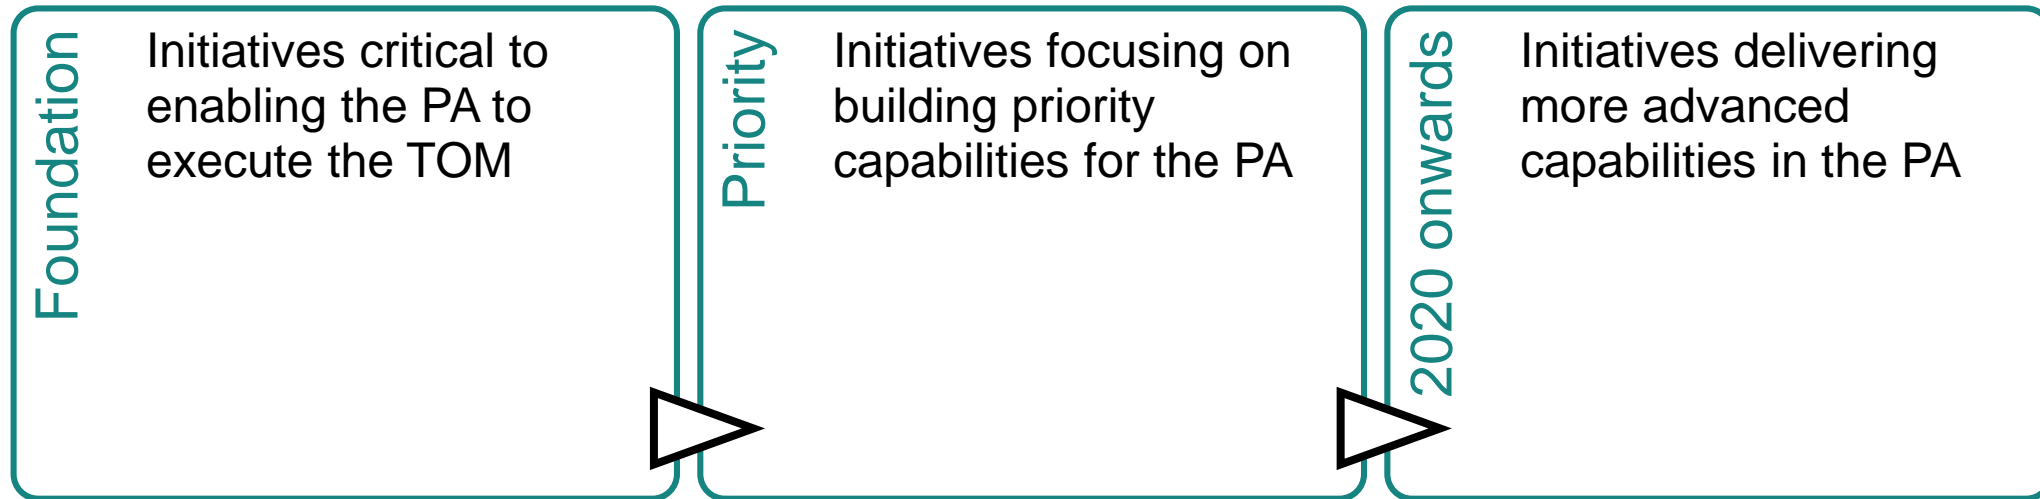 Foundation
Initiatives critical to
enabling the PA to
execute the TOM
Priority
Initiatives focusing on
building priority
capabilities for the PA
2020 onwards
Initiatives delivering
more advanced
capabilities in the PA